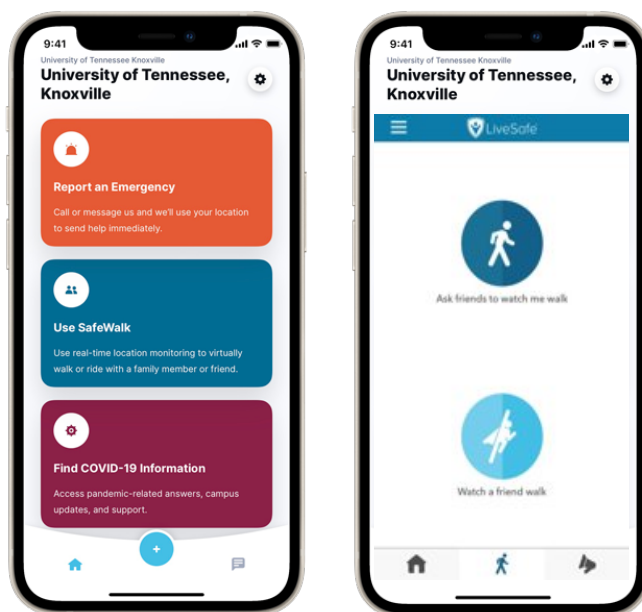 9:41
University of Tennessee Knoxville
University of Tennessee,
Knoxville
Report an Emergency
Call or message us and we'll use your location
to send help immediately.
Use SafeWalk
Use real-time location monitoring to virtually
walk or ride with a family member or friend.
Find COVID-19 Information
Access pandemic-related answers, campus
updates, and support.
9:41
University of Tennessee Knoxville
University of Tennessee,
Knoxville
LiveSafe
Ask friends to watch me walk
Watch a friend walk